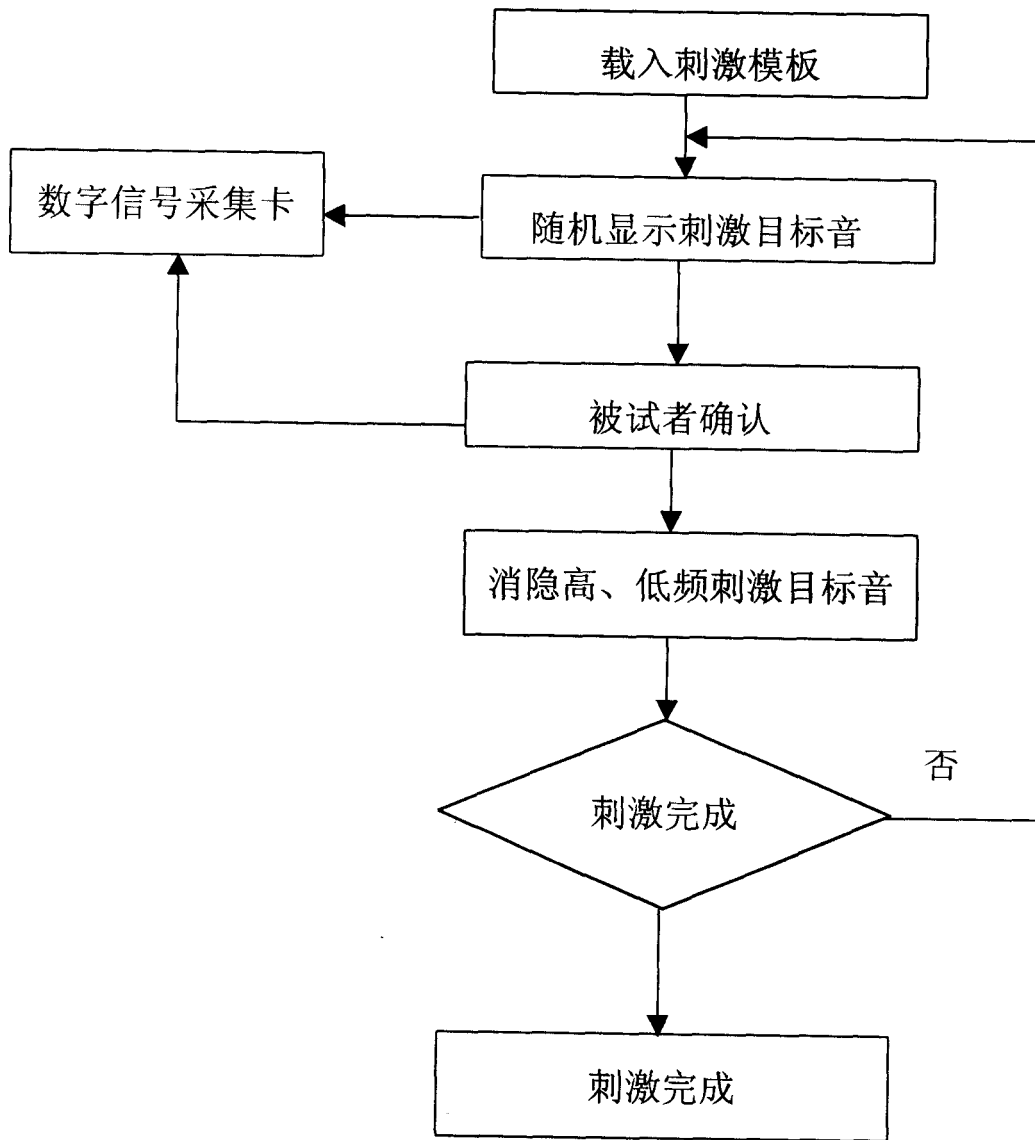 载入刺激模板
数字信号采集卡
随机显示刺激目标音
被试者确认
消隐高、低频刺激目标音
否
刺激完成
刺激完成